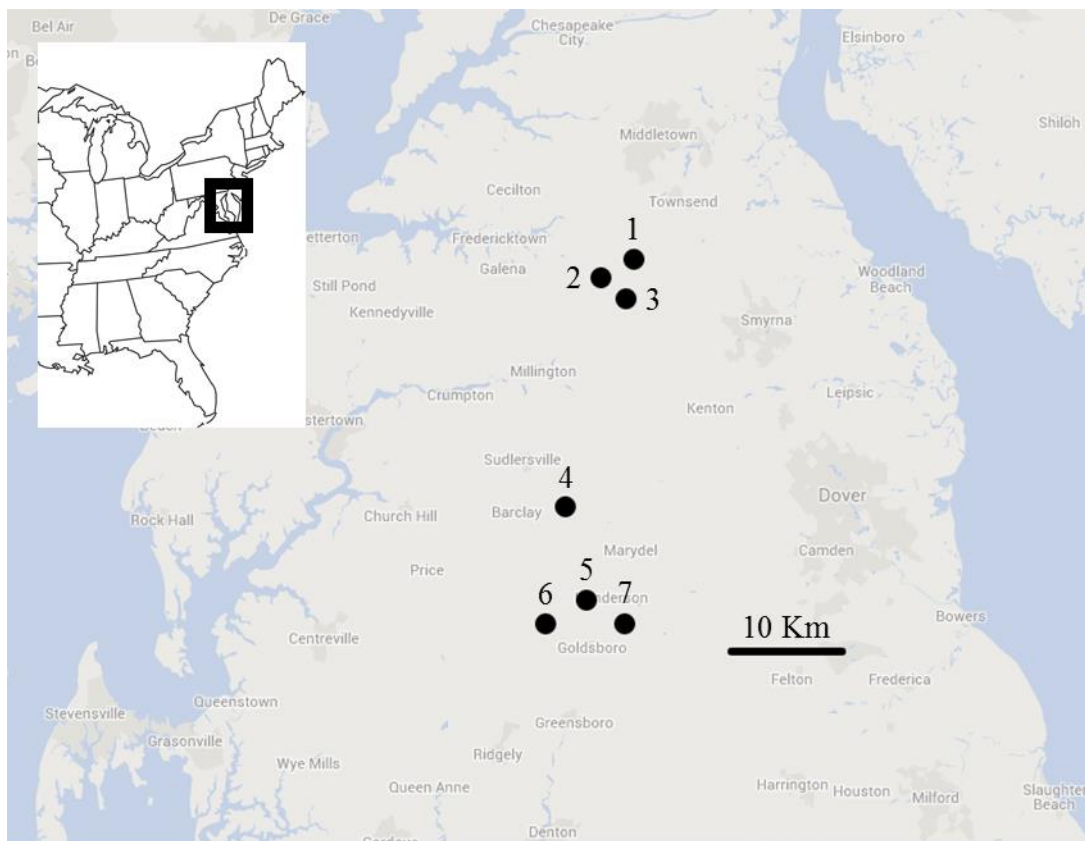 De Grace
Bel Air
Chesapeake
City
Elsinboro
Shiloh
Middletown
Cecilton
Townsend
etterton
Fredericktown
1
Galena
2
Woodland
Beach
Still Pond
3
Kennedyville
Smyrna
Millington
Crumpton
Leipsic
Kenton
stertown
Sudlersville
4
Dover
Rock Hall
Church Hill
Barclay
Marydel
Camden
Price
5
6
7
nderson
Bowers
Centreville
10 Km
Goldsboro
Felton
Frederica
Queenstown
Stevensville
Greensboro
Grasonville
Ridgely
Wye Mills
Queen Anne
Harrington
Houston
Milford
Slaughter
Beach
Denton